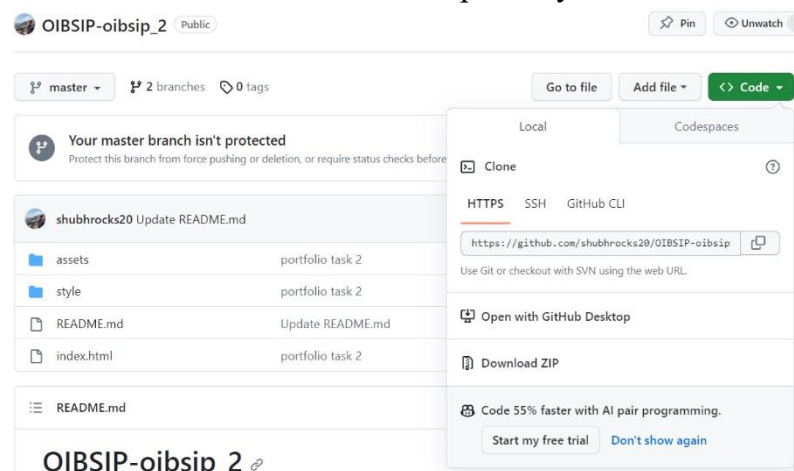 OIBSIP-oibsip_2 Public
Pin Unwatch
master 2 branches 0 tags
Go to file Add file <> Code
Your master branch isn't protected
Protect this branch from force pushing or deletion, or require status checks before
Local Codespaces
Clone
HTTPS SSH GitHub CLI
https://github.com/shubhrocks20/OIBSIP-oibsip
Use Git or checkout with SVN using the web URL.
Open with GitHub Desktop
Download ZIP
Code 55% faster with AI pair programming.
Start my free trial Don't show again
shubhrocks20 Update README.md
assets portfolio task 2
style portfolio task 2
README.md Update README.md
index.html portfolio task 2
README.md
OIBSIP-oibsip_2